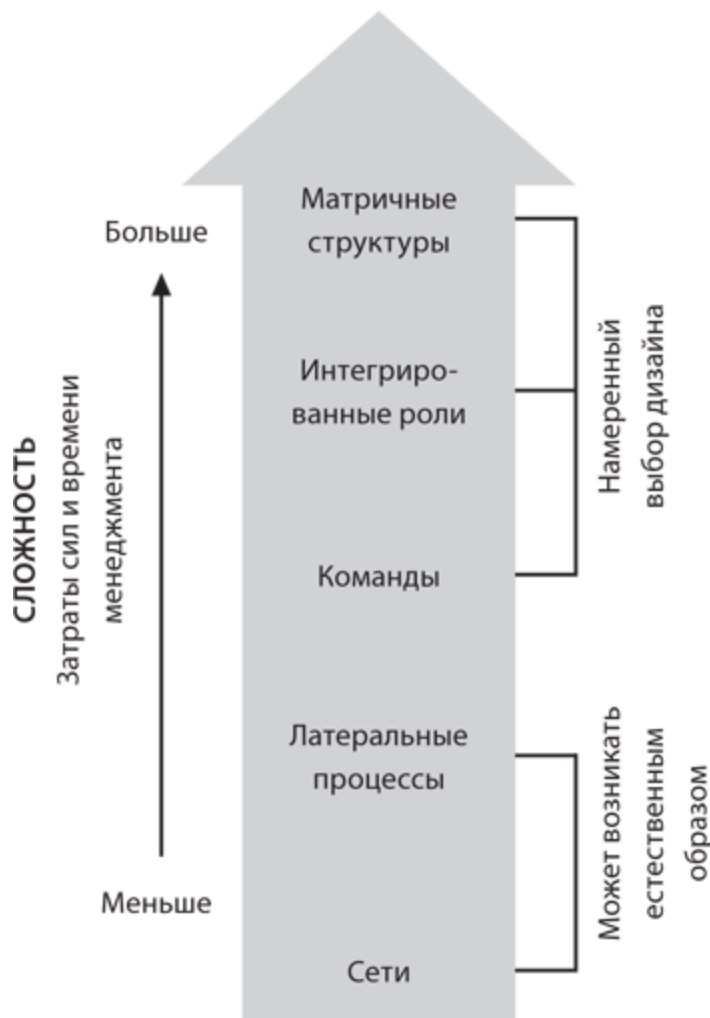 Матричные
структуры
Больше
Интегриро-
ванные роли
Намеренный
выбор дизайна
СЛОЖНОСТЬ
Затраты сил и времени
менеджмента
Команды
Латеральные
процессы
Может возникать
естественным
образом
Меньше
Сети